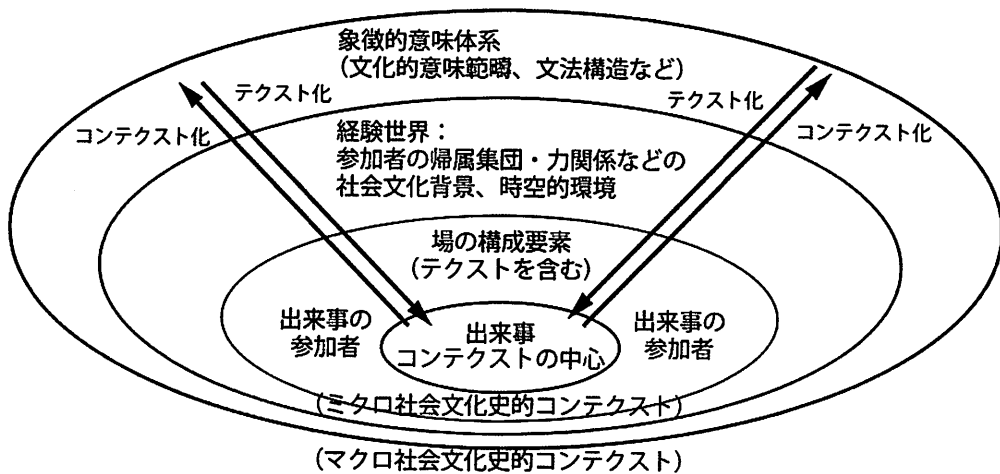 象徴的意味体系
(文化的意味範疇、文法構造など)
テクスト化
テクスト化
コンテクスト化
コンテクスト化
経験世界：
参加者の帰属集団・力関係などの
社会文化背景、時空的環境
場の構成要素
(テクストを含む)
出来事の
参加者
出来事
コンテクストの中心
出来事の
参加者
(ミクロ社会文化史的コンテクスト)
(マクロ社会文化史的コンテクスト)